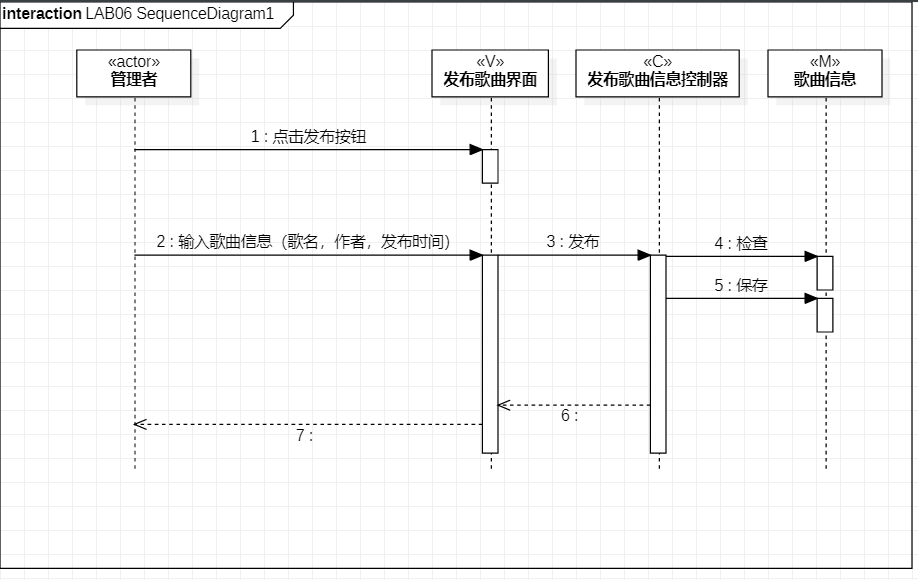 interaction LAB06 SequenceDiagram1
«actor»
管理者
«V»
发布歌曲界面
«C»
发布歌曲信息控制器
«M»
歌曲信息
1 : 点击发布按钮
2 : 输入歌曲信息（歌名，作者，发布时间）
3 : 发布
4 : 检查
5 : 保存
6 :
7 :